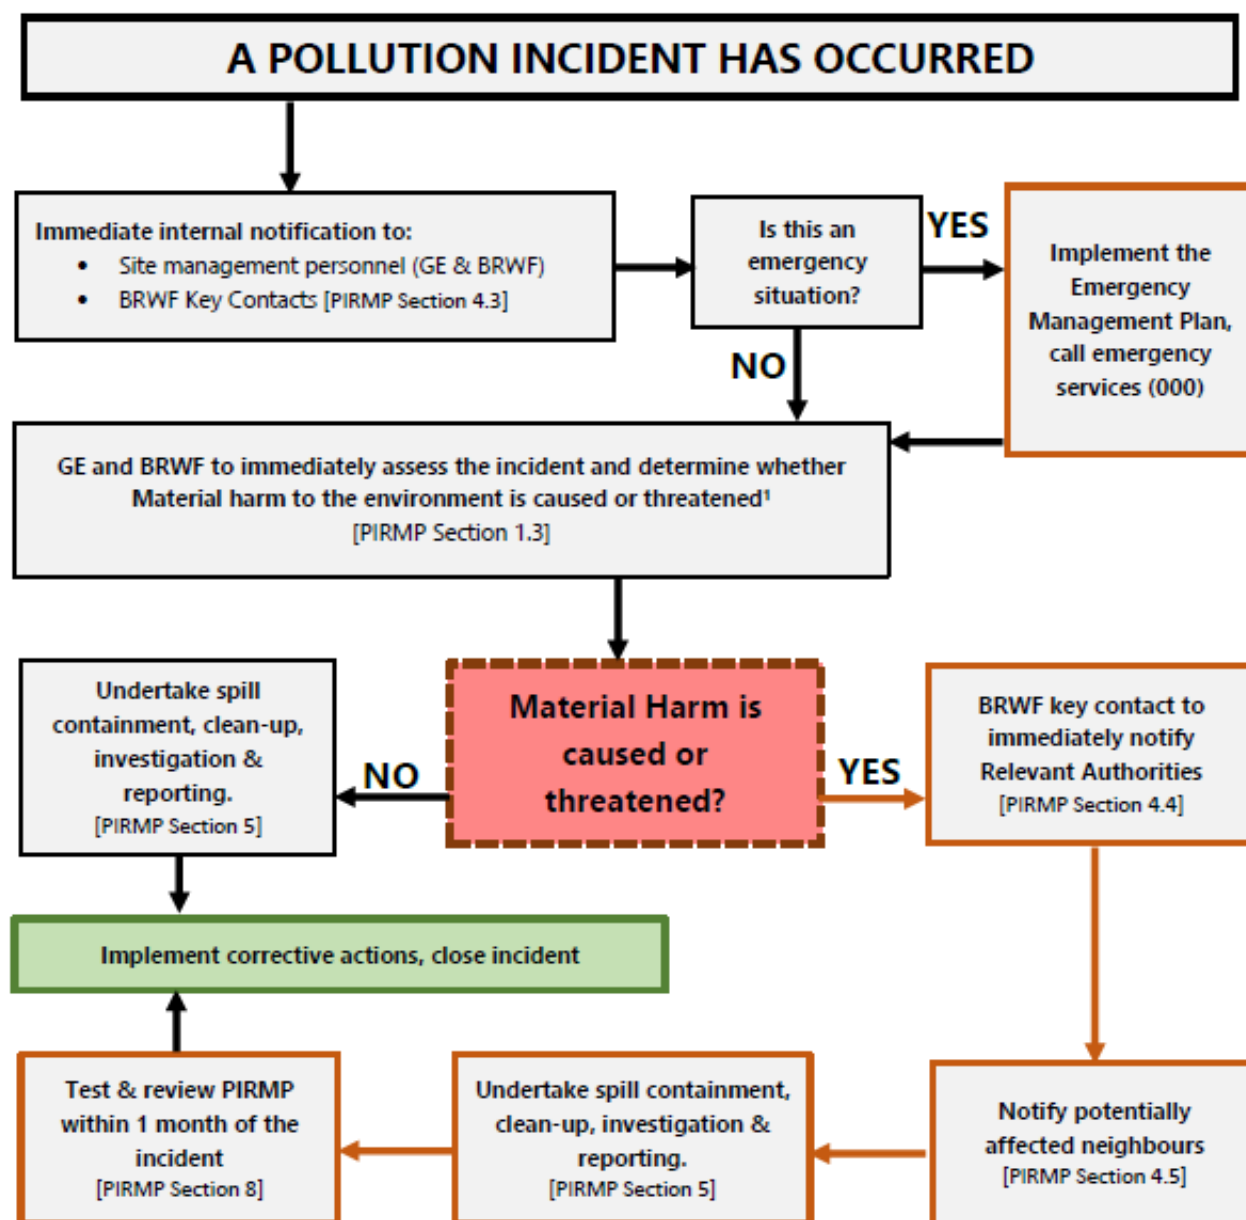 A POLLUTION INCIDENT HAS OCCURRED
Immediate internal notification to:
• Site management personnel (GE & BRWF)
• BRWF Key Contacts [PIRMP Section 4.3]
Is this an
emergency
situation?
YES
NO
Implement the
Emergency
Management Plan,
call emergency
services (000)
GE and BRWF to immediately assess the incident and determine whether
Material harm to the environment is caused or threatened¹
[PIRMP Section 1.3]
Material Harm is
caused or
threatened?
NO
YES
Undertake spill
containment, clean-up,
investigation &
reporting.
[PIRMP Section 5]
BRWF key contact to
immediately notify
Relevant Authorities
[PIRMP Section 4.4]
Implement corrective actions, close incident
Test & review PIRMP
within 1 month of the
incident
[PIRMP Section 8]
Undertake spill containment,
clean-up, investigation &
reporting.
[PIRMP Section 5]
Notify potentially
affected neighbours
[PIRMP Section 4.5]